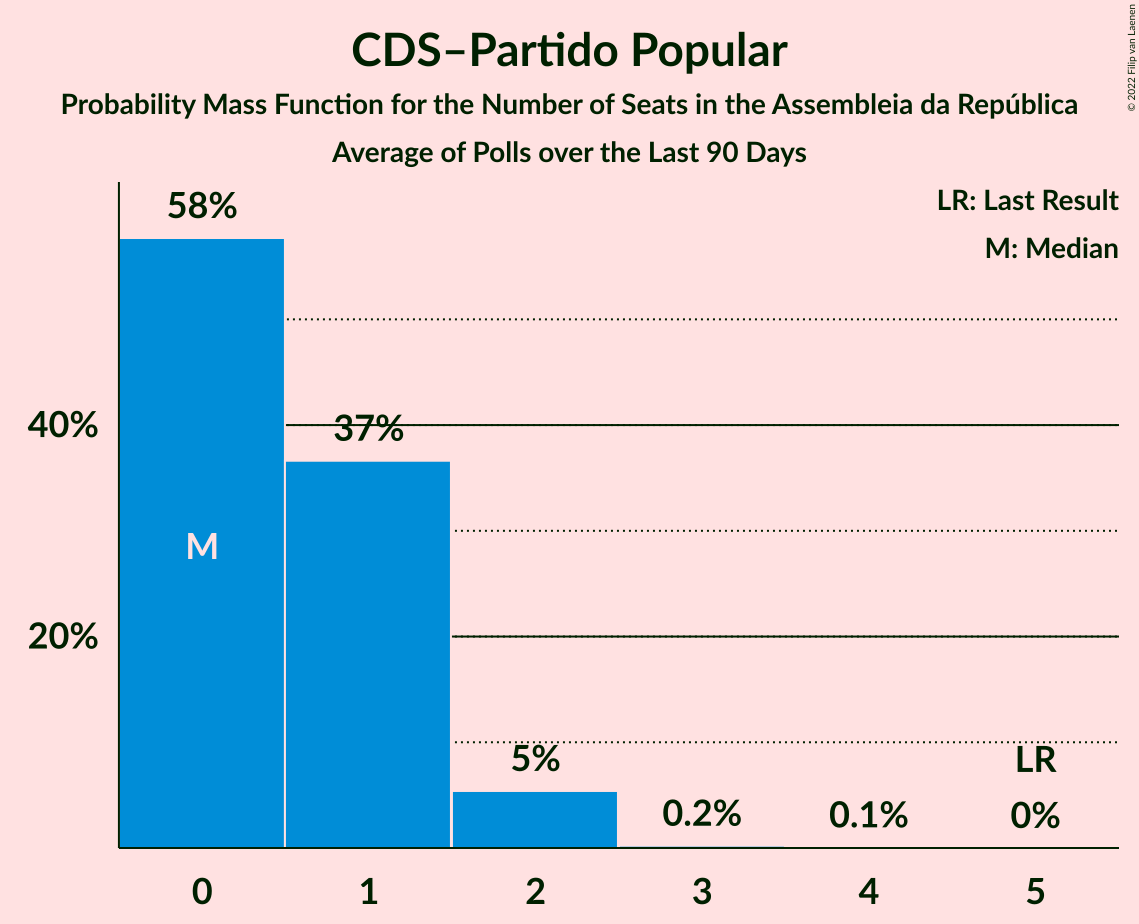 CDS–Partido Popular
Probability Mass Function for the Number of Seats in the Assembleia da República
Average of Polls over the Last 90 Days
© 2022 Filip van Laenen
LR: Last Result
M: Median
58%
40%
37%
M
20%
5%
LR
0.2%
0.1%
0%
0 1 2 3 4 5